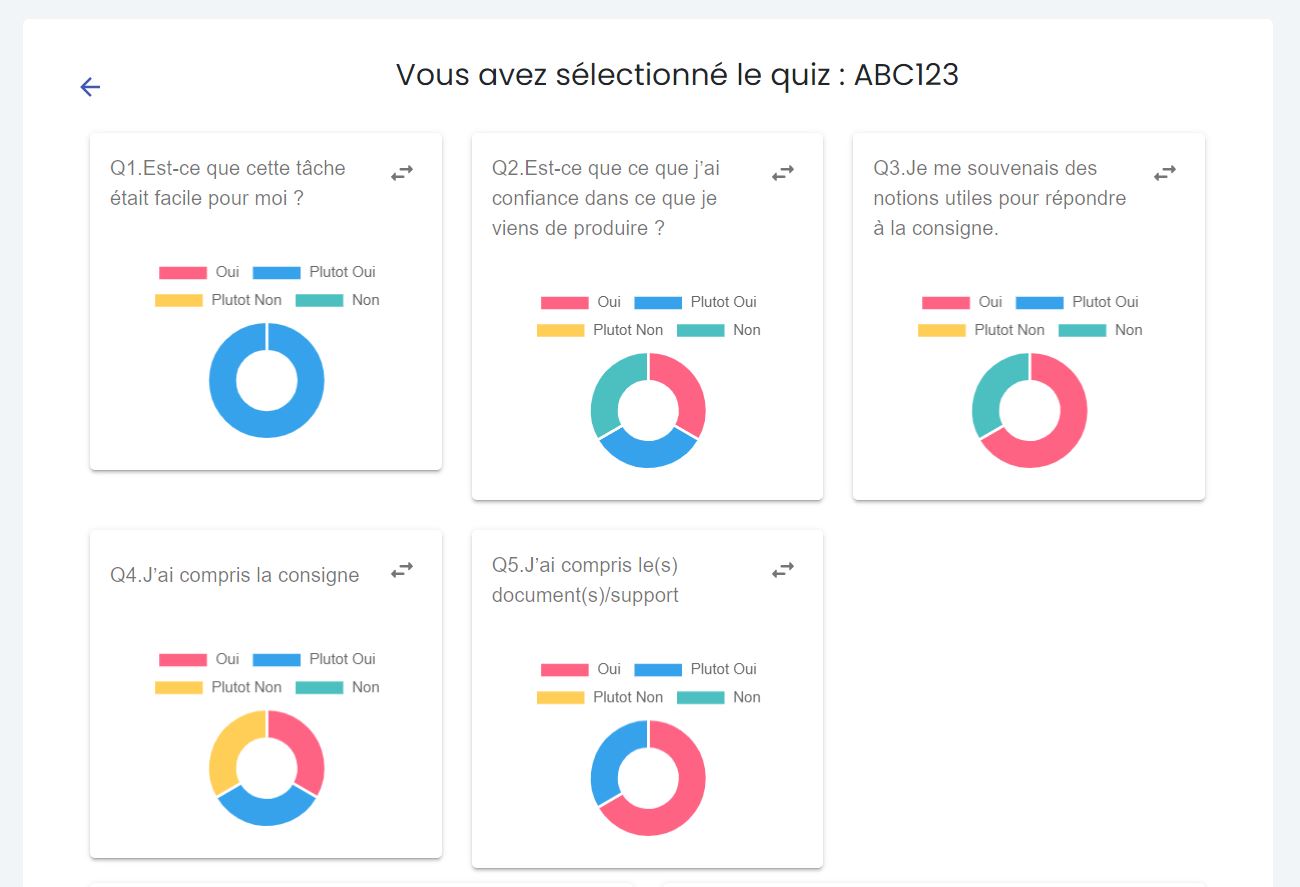 Vous avez sélectionné le quiz : ABC123
Q1.Est-ce que cette tâche
était facile pour moi ?
Oui Plutot Oui
Plutot Non Non
Q2.Est-ce que ce que j’ai
confiance dans ce que je
viens de produire ?
Oui Plutot Oui
Plutot Non Non
Q3.Je me souvenais des
notions utiles pour répondre
à la consigne.
Oui Plutot Oui
Plutot Non Non
Q4.J’ai compris la consigne
Oui Plutot Oui
Plutot Non Non
Q5.J’ai compris le(s)
document(s)/support
Oui Plutot Oui
Plutot Non Non